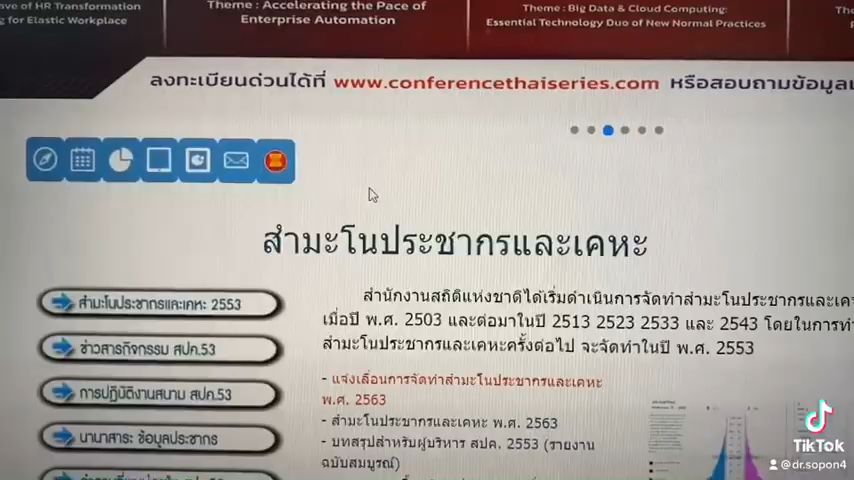 ave of HR Transformation
g for Elastic Workplace
Theme : Accelerating the Pace of
Enterprise Automation
Theme : Big Data & Cloud Computing:
Essential Technology Duo of New Normal Practices
ลงทะเบียนด่วนได้ที่ www.conferencethaiseries.com หรือสอบถามข้อมูลเ
สำมะโนประชากรและเคหะ
สำมะโนประชากรและเคหะ 2553
ข่าวสารกิจกรรม สปค.53
การปฏิบัติงานสนาม สปค.53
นานาสาระ ข้อมูลประชากร
สำนักงานสถิติแห่งชาติได้เริ่มดำเนินการจัดทำสำมะโนประชากรและเค
เมื่อปี พ.ศ. 2503 และต่อมาในปี 2513 2523 2533 และ 2543 โดยในการทำ
สำมะโนประชากรและเคหะครั้งต่อไป จะจัดทำในปี พ.ศ. 2553
- แจ้งเลื่อนการจัดทำสำมะโนประชากรและเคหะ
พ.ศ. 2563
- สำมะโนประชากรและเคหะ พ.ศ. 2563
- บทสรุปสำหรับผู้บริหาร สปค. 2553 (รายงาน
ฉบับสมบูรณ์)
TikTok
@dr.sopon4